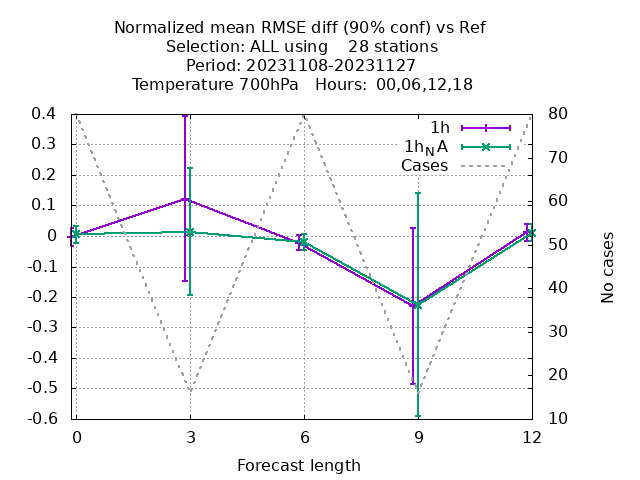 Normalized mean RMSE diff (90% conf) vs Ref
Selection: ALL using    28 stations
Period: 20231108-20231127
Temperature 700hPa   Hours: 00,06,12,18
0.4
0.3
0.2
0.1
0
-0.1
-0.2
-0.3
-0.4
-0.5
-0.6
1h
1hNA
Cases
80
70
60
50
40
30
20
10
No cases
0
3
6
9
12
Forecast length